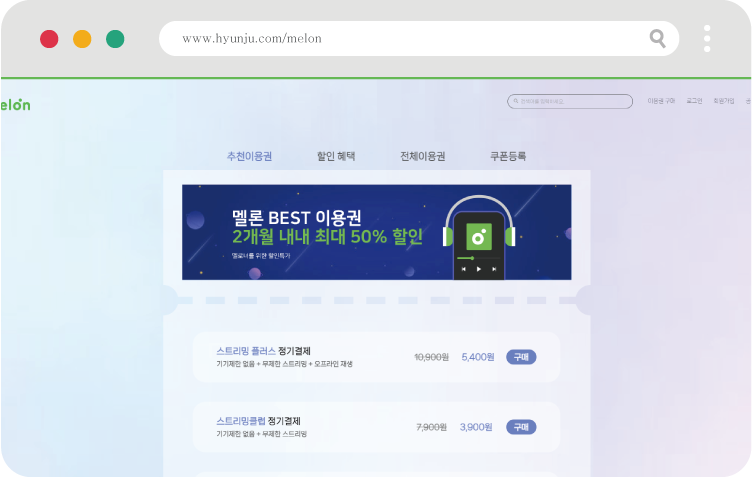 www.hyunju.com/melon
elon
이용권 구매 로그인 회원가입
추천이용권 할인 혜택 전체이용권 쿠폰등록
멜론 BEST 이용권
2개월 내내 최대 50% 할인
멜로너를 위한 할인특가
스트리밍 플러스 정기결제 10,900원 5,400원 구매
기기제한 없음 + 무제한 스트리밍 + 오프라인 재생
스트리밍클럽 정기결제 7,900원 3,900원 구매
기기제한 없음 + 무제한 스드리밍